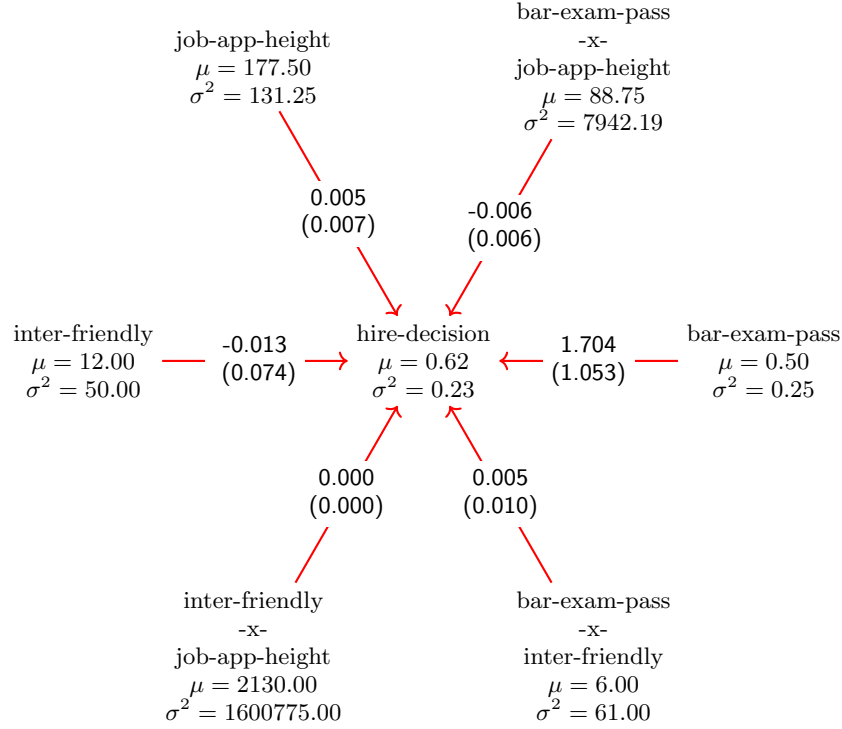 job-app-height
μ = 177.50
σ² = 131.25
bar-exam-pass
-x-
job-app-height
μ = 88.75
σ² = 7942.19
0.005
(0.007)
-0.006
(0.006)
inter-friendly
μ = 12.00
σ² = 50.00
-0.013
(0.074)
hire-decision
μ = 0.62
σ² = 0.23
1.704
(1.053)
bar-exam-pass
μ = 0.50
σ² = 0.25
0.000
(0.000)
0.005
(0.010)
inter-friendly
-x-
job-app-height
μ = 2130.00
σ² = 1600775.00
bar-exam-pass
-x-
inter-friendly
μ = 6.00
σ² = 61.00